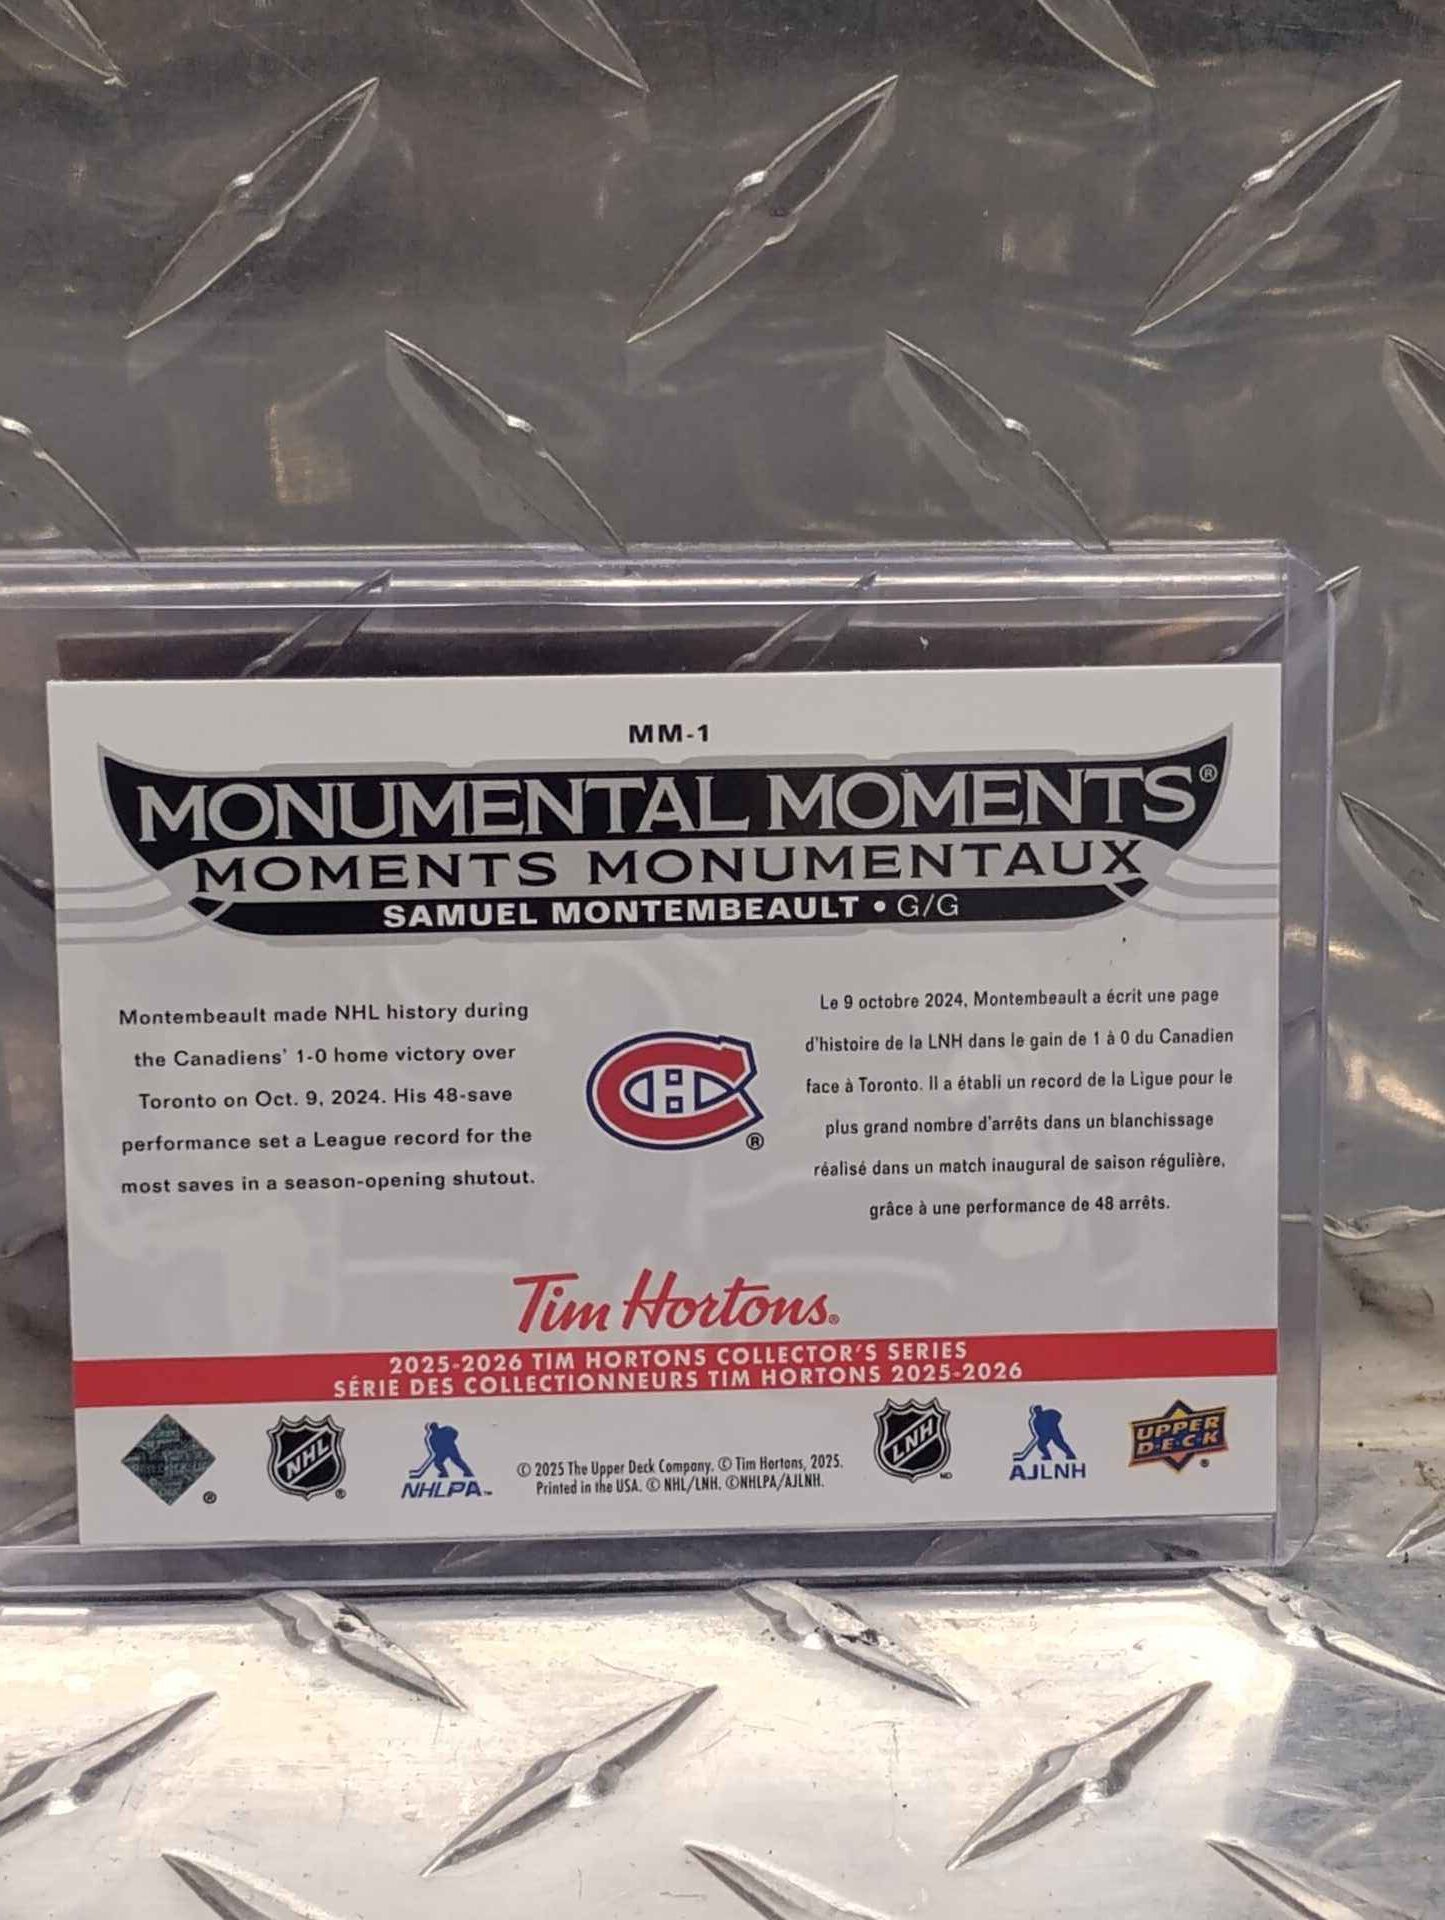 MM-1
MONUMENTAL MOMENTS®
MOMENTS MONUMENTAUX
SAMUEL MONTEMBEAULT • G/G
Montembeault made NHL history during
the Canadiens' 1-0 home victory over
Toronto on Oct. 9, 2024. His 48-save
performance set a League record for the
most saves in a season-opening shutout.
®
Le 9 octobre 2024, Montembeault a écrit une page
d'histoire de la LNH dans le gain de 1 à 0 du Canadien
face à Toronto. Il a établi un record de la Ligue pour le
plus grand nombre d'arrêts dans un blanchissage
réalisé dans un match inaugural de saison régulière,
grâce à une performance de 48 arrêts.
Tim Hortons®
2025-2026 TIM HORTONS COLLECTOR'S SERIES
SÉRIE DES COLLECTIONNEURS TIM HORTONS 2025-2026
®
NHL ®
NHLPA™
© 2025 The Upper Deck Company. © Tim Hortons, 2025.
Printed in the USA. © NHL/LNH. ©NHLPA/AJLNH.
LNH MD
AJLNH
UPPER
D·E·C·K ®